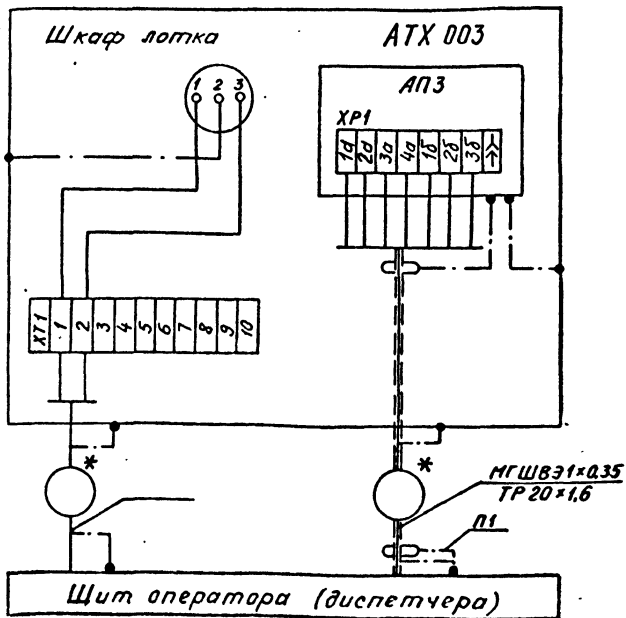 Шкаф лотка
АТХ 003
1 2 3
АП3
ХР1
1а 2а 3а 4а 1б 2б 3б
ХТ1 1 2 3 4 5 6 7 8 9 10
*
*
МГШВЭ1×0.35
ТР 20×1,6
П1
Щит оператора (диспетчера)